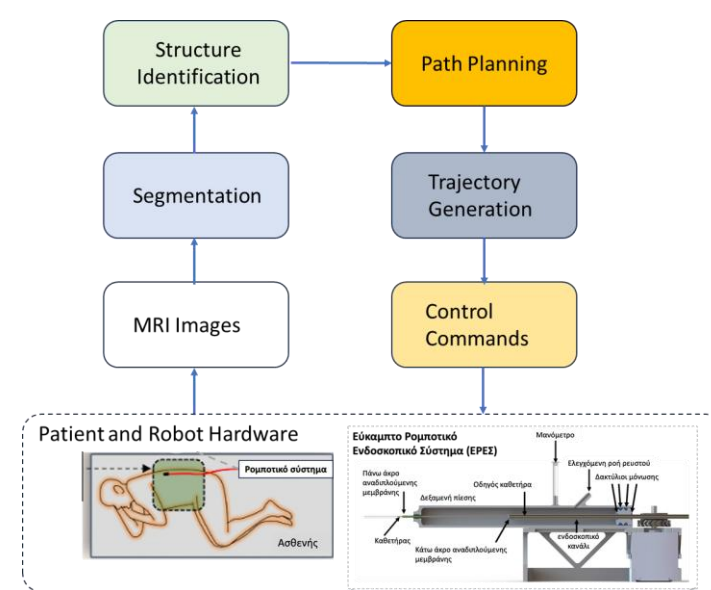 Structure
Identification
Path Planning
Segmentation
Trajectory
Generation
MRI Images
Control
Commands
Patient and Robot Hardware
Ρομποτικό σύστημα
Ασθενής
Εύκαμπτο Ρομποτικό
Ενδοσκοπικό Σύστημα (ΕΡΕΣ)
Μανόμετρο
Ελεγχόμενη ροή ρευστού
Δακτύλιοι μόνωσης
Πάνω άκρο
αναδιπλούμενης
μεμβράνης
Δεξαμενή πίεσης
Οδηγός καθετήρα
Καθετήρας
Κάτω άκρο αναδιπλούμενης
μεμβράνης
ενδοσκοπικό
κανάλι